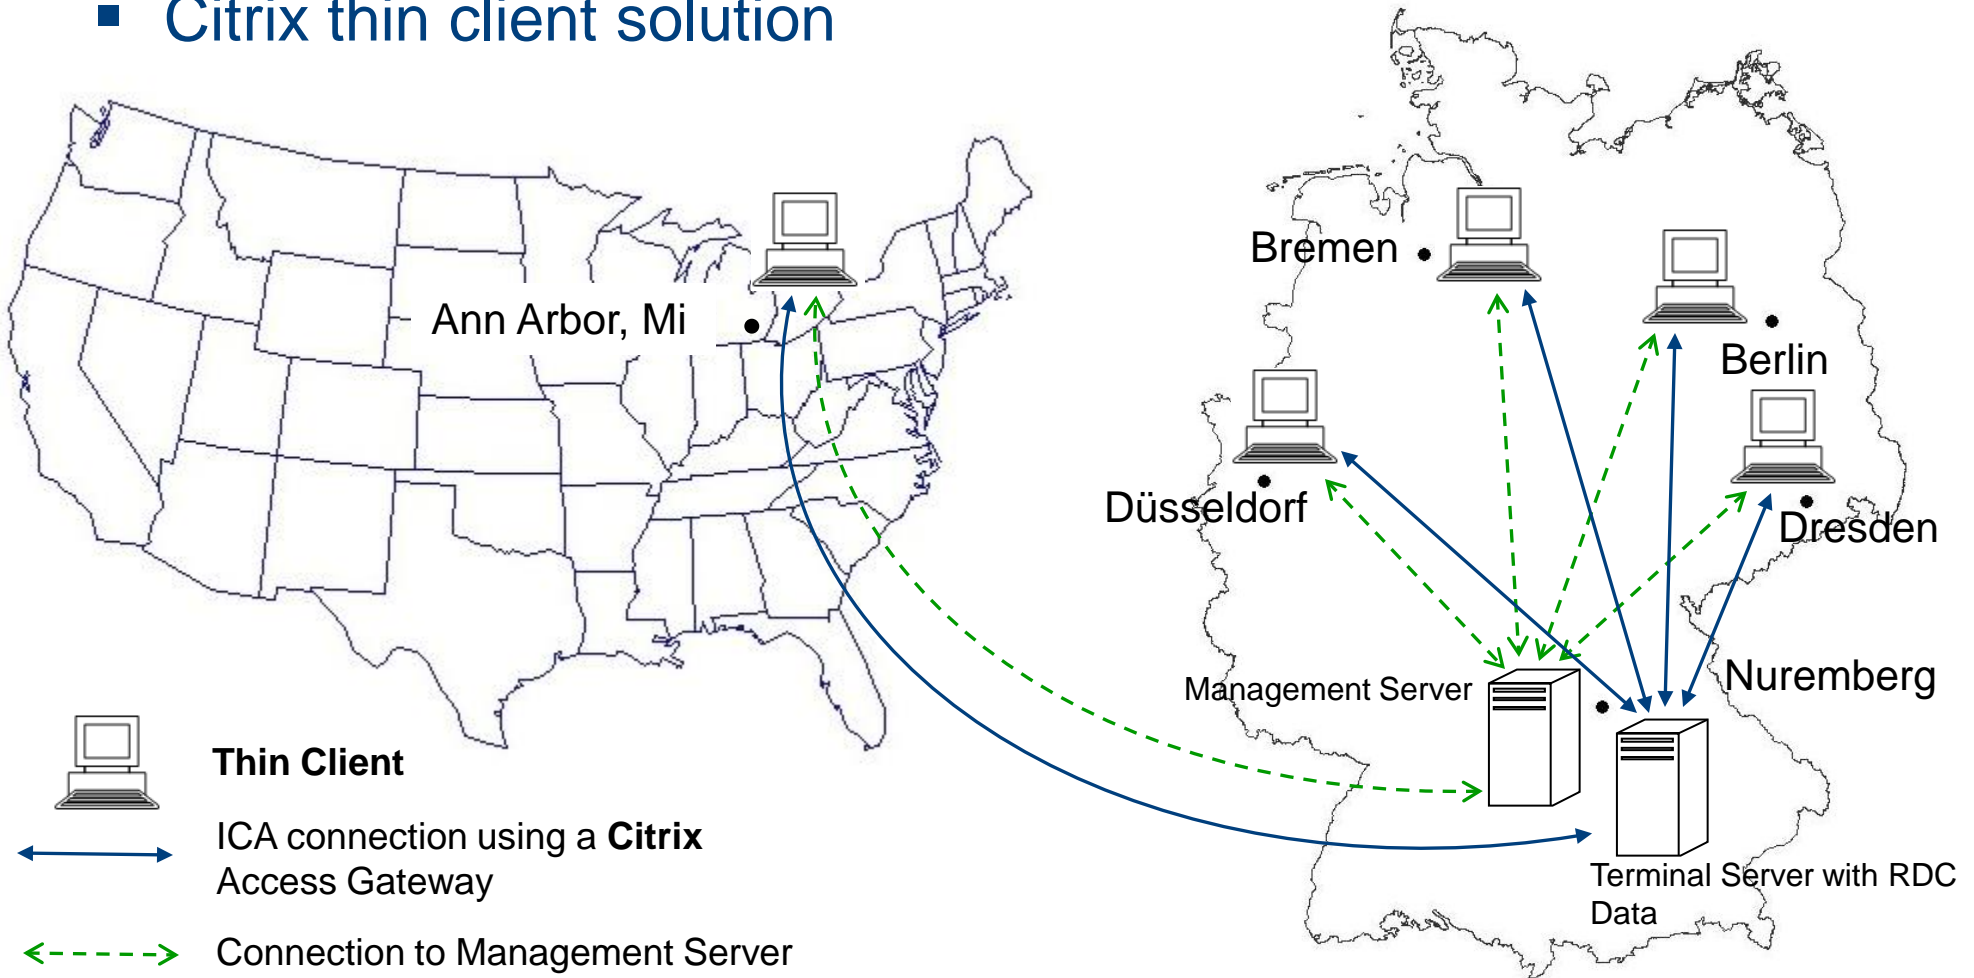 ▪ Citrix thin client solution
Ann Arbor, Mi
Bremen
Berlin
Düsseldorf
Dresden
Nuremberg
Management Server
Terminal Server with RDC
Data
Thin Client
ICA connection using a Citrix
Access Gateway
Connection to Management Server